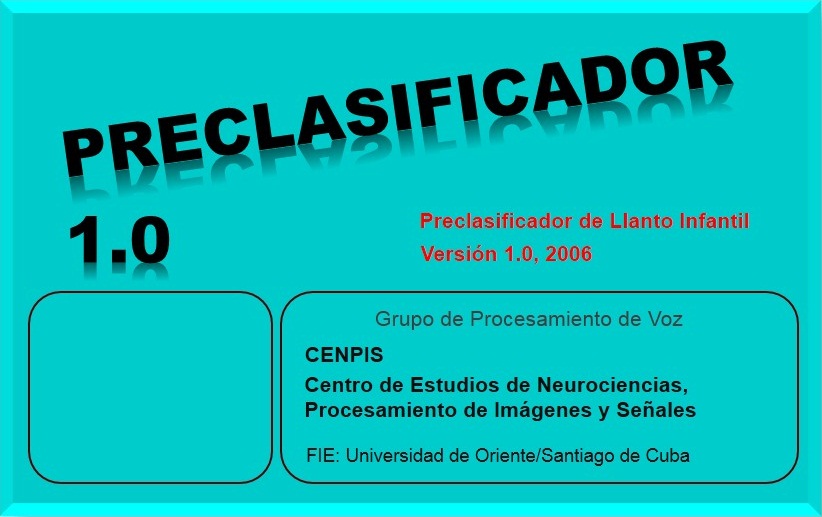 PRECLASIFICADOR
1.0
Preclasificador de Llanto Infantil
Versión 1.0, 2006
Grupo de Procesamiento de Voz
CENPIS
Centro de Estudios de Neurociencias,
Procesamiento de Imágenes y Señales
FIE: Universidad de Oriente/Santiago de Cuba